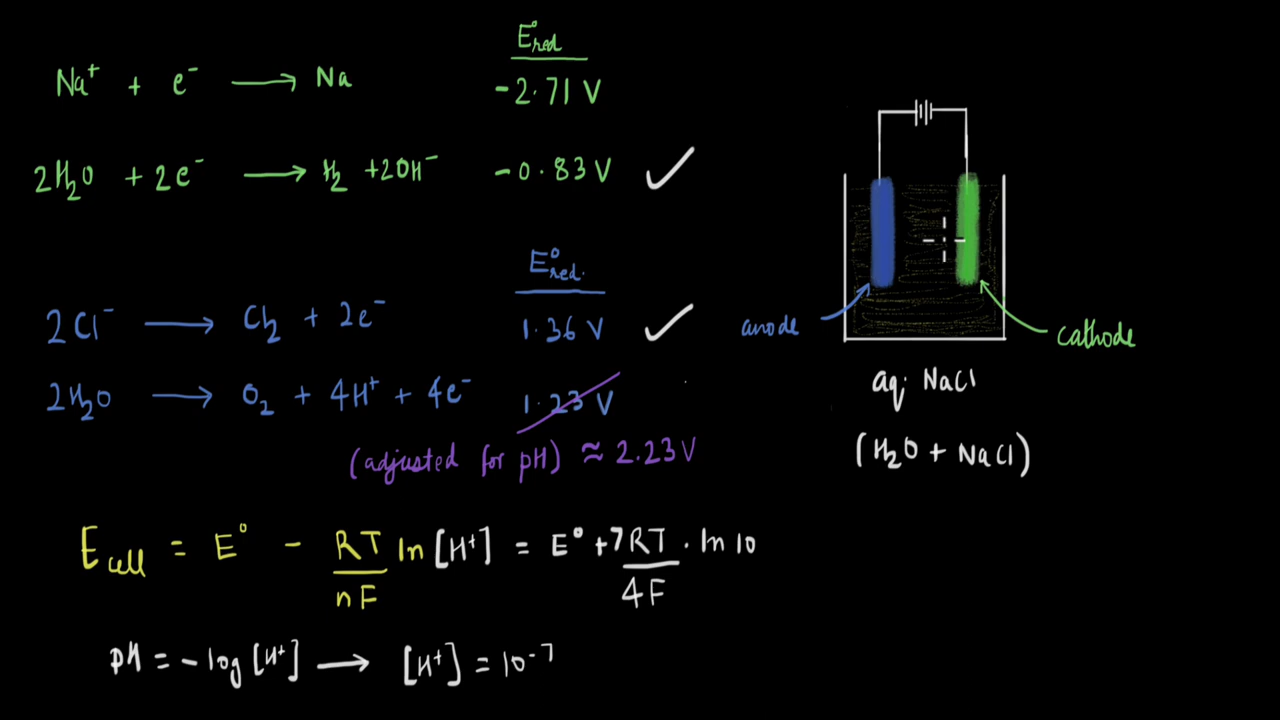 E°red
Na⁺ + e⁻ ⟶ Na -2.71 V
2H₂O + 2e⁻ ⟶ H₂ + 2OH⁻ -0.83 V ✓
E°red.
2Cl⁻ ⟶ Cl₂ + 2e⁻ 1.36 V ✓
2H₂O ⟶ O₂ + 4H⁺ + 4e⁻ 1.23 V
(adjusted for pH) ≈ 2.23 V
anode
cathode
aq. NaCl
(H₂O + NaCl)
Ecell = E° - RT/nF ln [H⁺] = E° + 7RT/4F . ln 10
pH = -log [H⁺] ⟶ [H⁺] = 10⁻⁷